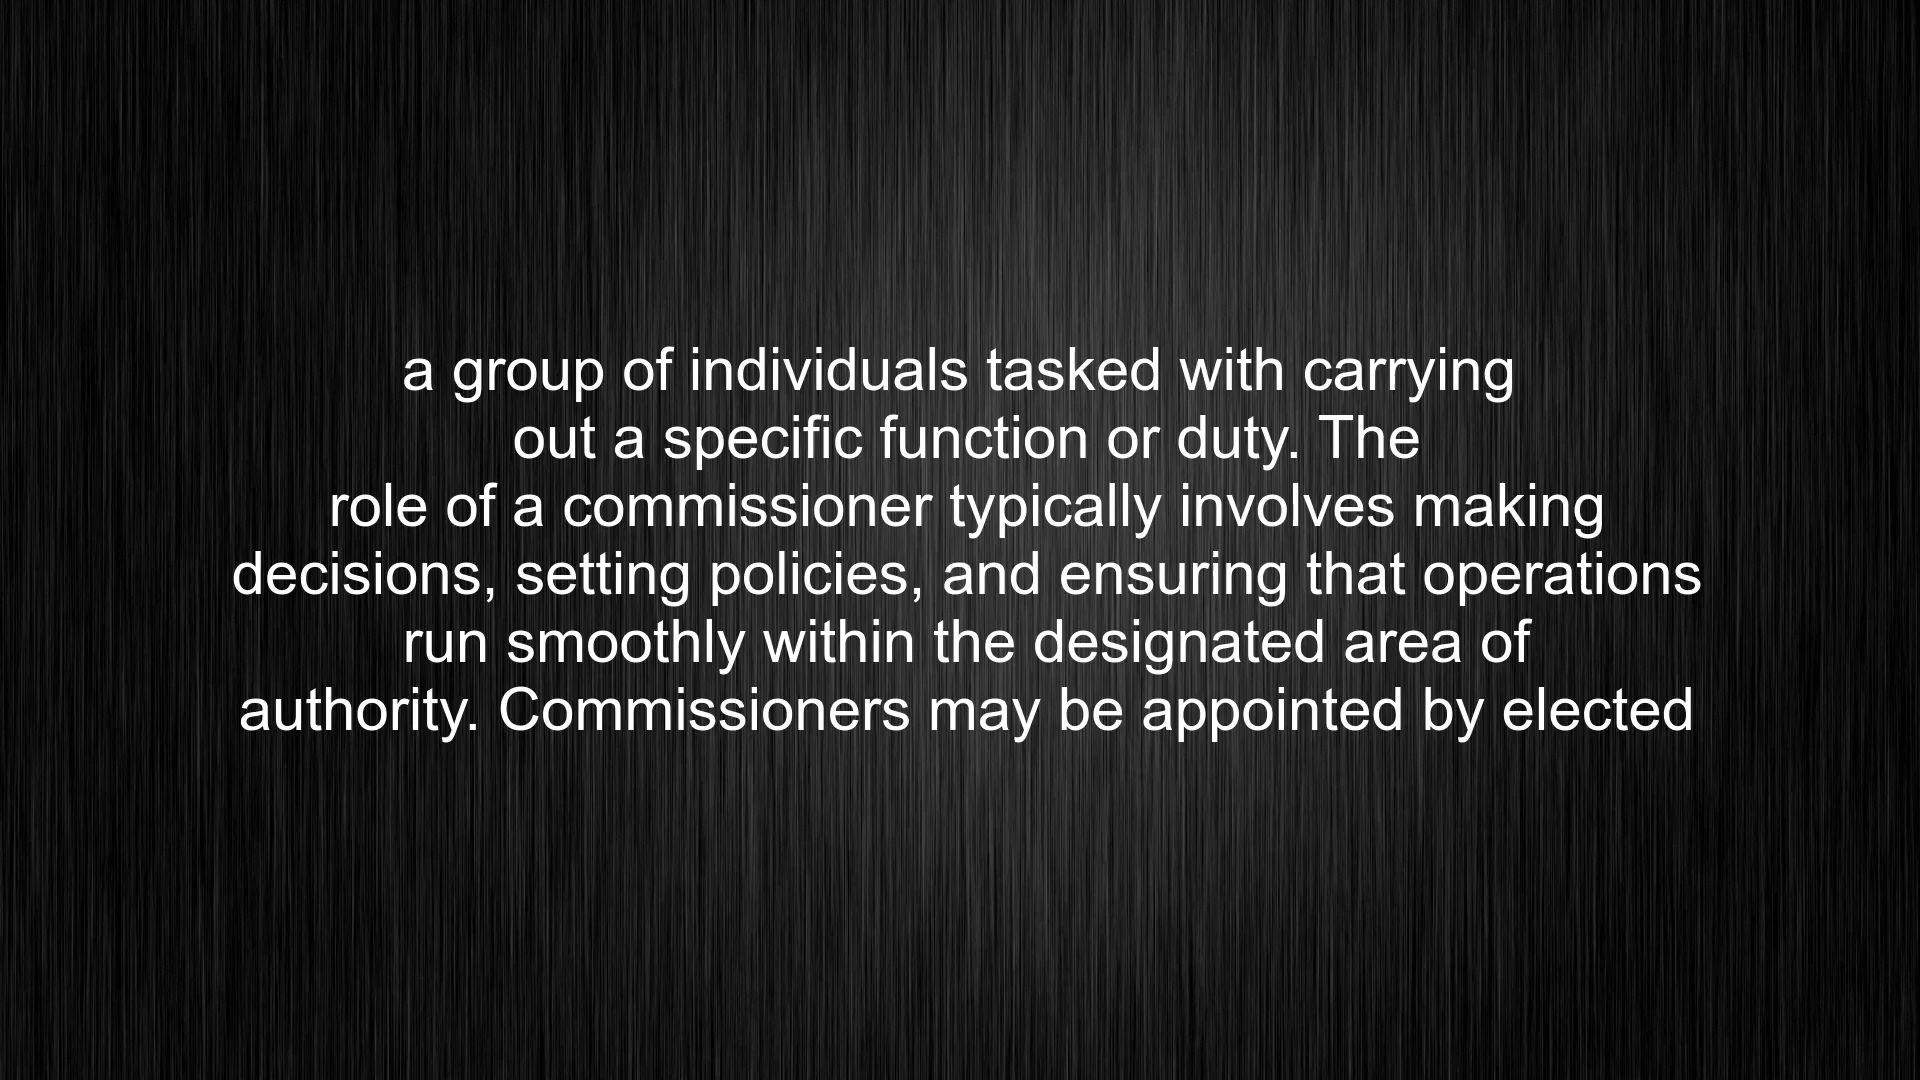 a group of individuals tasked with carrying
out a specific function or duty. The
role of a commissioner typically involves making
decisions, setting policies, and ensuring that operations
run smoothly within the designated area of
authority. Commissioners may be appointed by elected